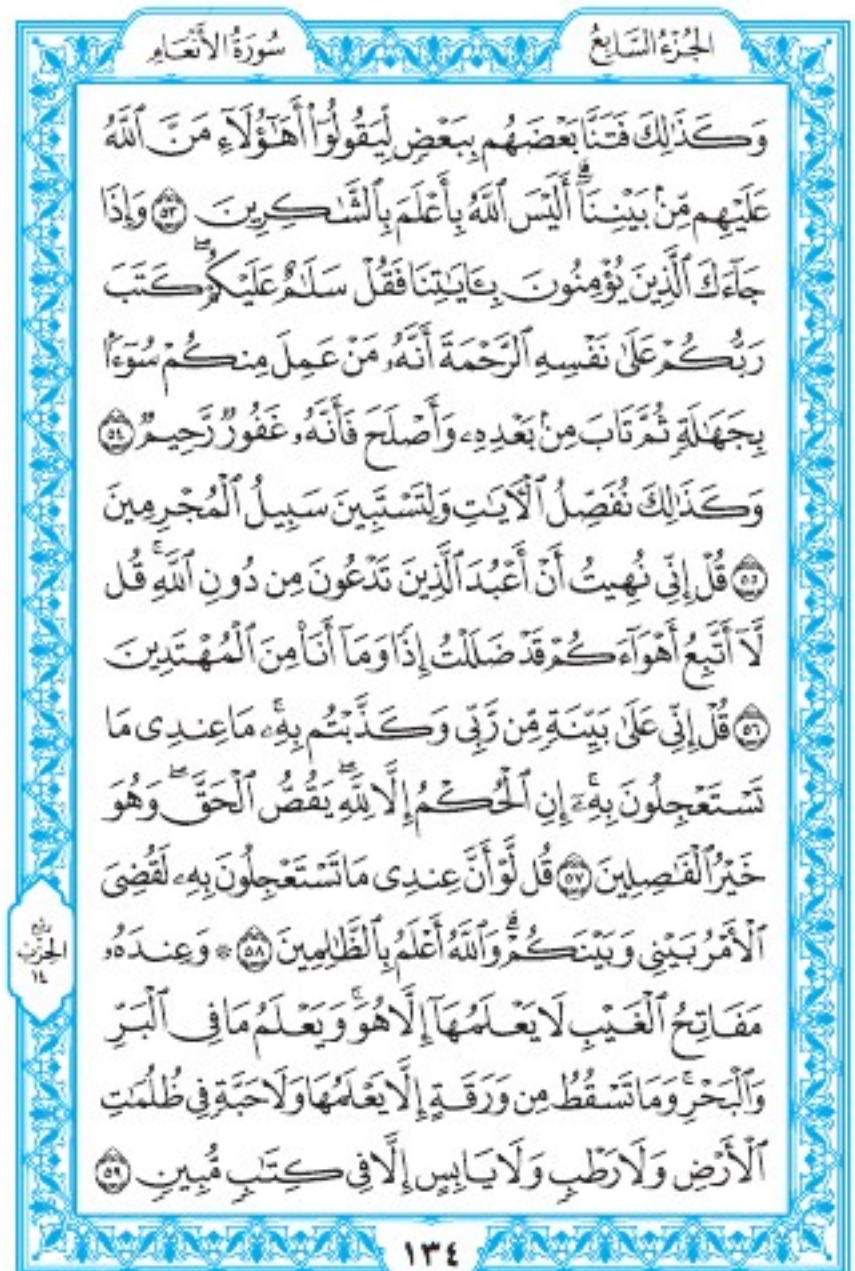 الجُزْءُ السَّابِعُ
سُورَةُ الأَنْعَامِ
وَكَذَٰلِكَ فَتَنَّا بَعْضَهُم بِبَعْضٖ لِّيَقُولُوٓاْ أَهَٰٓؤُلَآءِ مَنَّ ٱللَّهُ
عَلَيۡهِم مِّنۢ بَيۡنِنَآۗ أَلَيۡسَ ٱللَّهُ بِأَعۡلَمَ بِٱلشَّٰكِرِينَ ٥٣ وَإِذَا
جَآءَكَ ٱلَّذِينَ يُؤۡمِنُونَ بِـَٔايَٰتِنَا فَقُلۡ سَلَٰمٌ عَلَيۡكُمۡۖ كَتَبَ
رَبُّكُمۡ عَلَىٰ نَفۡسِهِ ٱلرَّحۡمَةَ أَنَّهُۥ مَنۡ عَمِلَ مِنكُمۡ سُوٓءَۢا
بِجَهَٰلَةٖ ثُمَّ تَابَ مِنۢ بَعۡدِهِۦ وَأَصۡلَحَ فَأَنَّهُۥ غَفُورٞ رَّحِيمٞ ٥٤
وَكَذَٰلِكَ نُفَصِّلُ ٱلۡأٓيَٰتِ وَلِتَسۡتَبِينَ سَبِيلُ ٱلۡمُجۡرِمِينَ
٥٥ قُلۡ إِنِّي نُهِيتُ أَنۡ أَعۡبُدَ ٱلَّذِينَ تَدۡعُونَ مِن دُونِ ٱللَّهِۚ قُل
لَّآ أَتَّبِعُ أَهۡوَآءَكُمۡ قَدۡ ضَلَلۡتُ إِذٗا وَمَآ أَنَا۠ مِنَ ٱلۡمُهۡتَدِينَ
٥٦ قُلۡ إِنِّي عَلَىٰ بَيِّنَةٖ مِّن رَّبِّي وَكَذَّبۡتُم بِهِۦۚ مَا عِندِي مَا
تَسۡتَعۡجِلُونَ بِهِۦٓۚ إِنِ ٱلۡحُكۡمُ إِلَّا لِلَّهِۖ يَقُصُّ ٱلۡحَقَّۖ وَهُوَ
خَيۡرُ ٱلۡفَٰصِلِينَ ٥٧ قُل لَّوۡ أَنَّ عِندِي مَا تَسۡتَعۡجِلُونَ بِهِۦ لَقُضِيَ
ٱلۡأَمۡرُ بَيۡنِي وَبَيۡنَكُمۡۗ وَٱللَّهُ أَعۡلَمُ بِٱلظَّٰلِمِينَ ٥٨ * وَعِندَهُۥ
مَفَاتِحُ ٱلۡغَيۡبِ لَا يَعۡلَمُهَآ إِلَّا هُوَۚ وَيَعۡلَمُ مَا فِي ٱلۡبَرِّ
وَٱلۡبَحۡرِۚ وَمَا تَسۡقُطُ مِن وَرَقَةٍ إِلَّا يَعۡلَمُهَا وَلَا حَبَّةٖ فِي ظُلُمَٰتِ
ٱلۡأَرۡضِ وَلَا رَطۡبٖ وَلَا يَابِسٍ إِلَّا فِي كِتَٰبٖ مُّبِينٖ ٥٩
ربع
الحزب
١٤
١٣٤